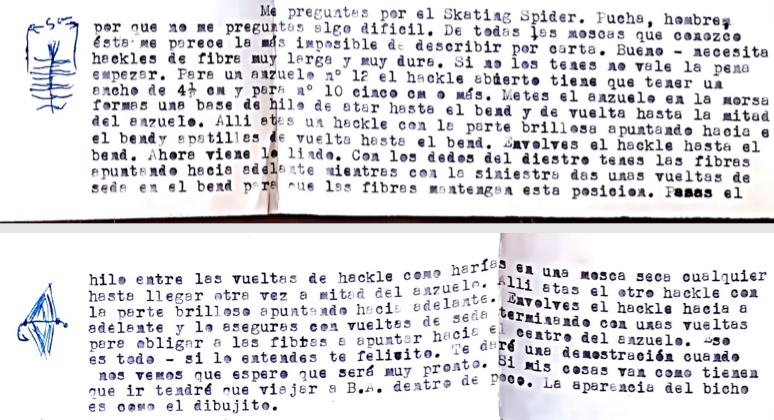 5 cm
Me preguntas por el Skating Spider. Pucha, hombre,
por que no me preguntas algo dificil. De todas las moscas que conozco
ésta me parece la más imposible de describir por carta. Bueno - necesita
hackles de fibra muy larga y muy dura. Si no los tenes no vale la pena
empezar. Para un anzuelo nº 12 el hackle abierto tiene que tener un
ancho de 4½ cm y para nº 10 cinco cm o más. Metes el anzuelo en la morsa
formas una base de hilo de atar hasta el bend y de vuelta hasta la mitad
del anzuelo. Alli atas un hackle con la parte brillosa apuntando hacia e
el bendy apatillas de vuelta hasta el bend. Envolves el hackle hasta el
bend. Ahora viene lo lindo. Con los dedos del diestro tenes las fibras
apuntando hacia adelante mientras con la siniestra das unas vueltas de
seda en el bend para que las fibras mantengan esta posicion. Pasas el
hilo entre las vueltas de hackle como harías en una mosca seca cualquier
hasta llegar otra vez a mitad del anzuelo. Alli atas el otro hackle con
la parte brillosa apuntando hacia adelante. Envolves el hackle hacia a
adelante y lo aseguras con vueltas de seda terminando con unas vueltas
para obligar a las fibras a apuntar hacia el centro del anzuelo. Eso
es todo - si lo entendes te felicito. Te daré una demostración cuando
nos vemos que espero que será muy pronto. Si mis cosas van como tienen
que ir tendré que viajar a B.A. dentro de poco. La aparencia del bicho
es como el dibujito.